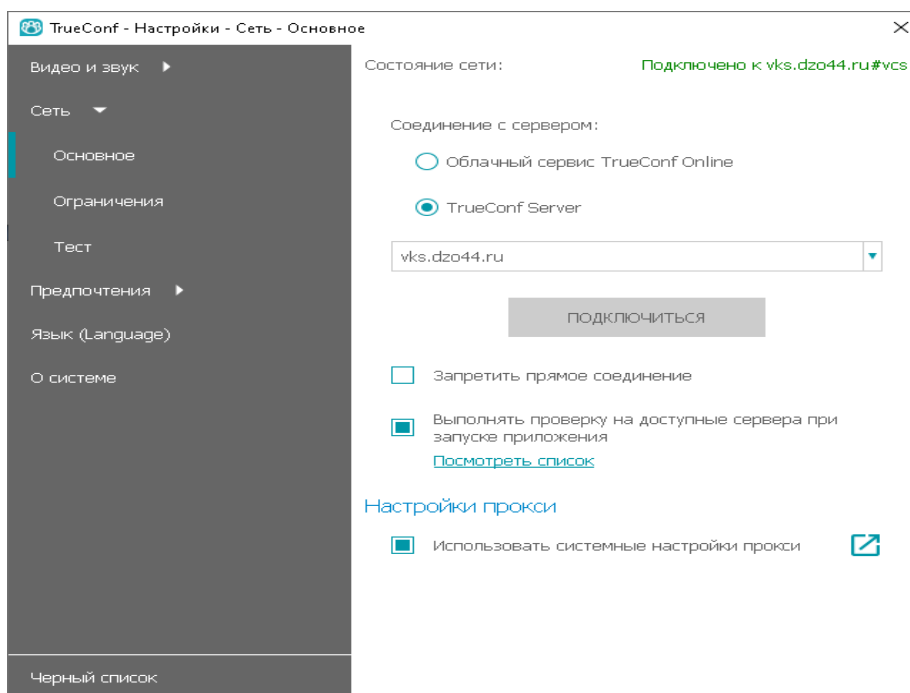 TrueConf - Настройки - Сеть - Основное
Видео и звук
Сеть
Основное
Ограничения
Тест
Предпочтения
Язык (Language)
О системе
Черный список
Состояние сети:
Подключено к vks.dzo44.ru#vcs
Соединение с сервером:
Облачный сервис TrueConf Online
TrueConf Server
vks.dzo44.ru
ПОДКЛЮЧИТЬСЯ
Запретить прямое соединение
Выполнять проверку на доступные сервера при
запуске приложения
Посмотреть список
Настройки прокси
Использовать системные настройки прокси